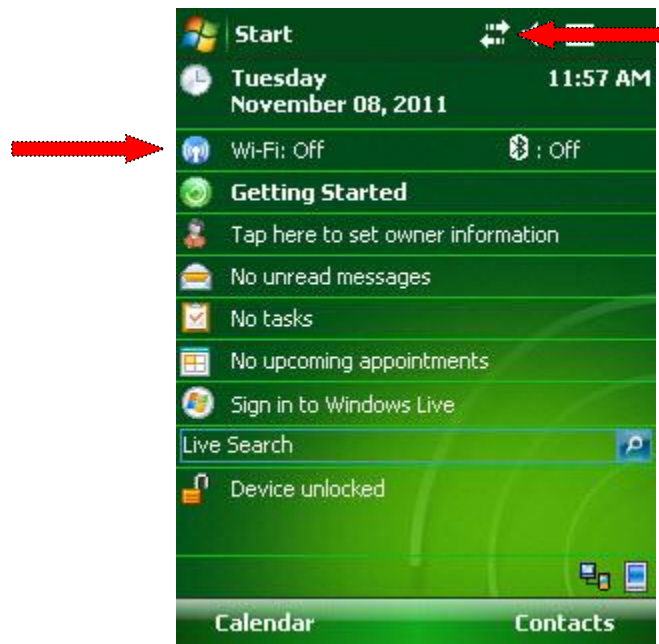 Start
Tuesday 11:57 AM
November 08, 2011
Wi-Fi: Off : Off
Getting Started
Tap here to set owner information
No unread messages
No tasks
No upcoming appointments
Sign in to Windows Live
Live Search
Device unlocked
Calendar Contacts